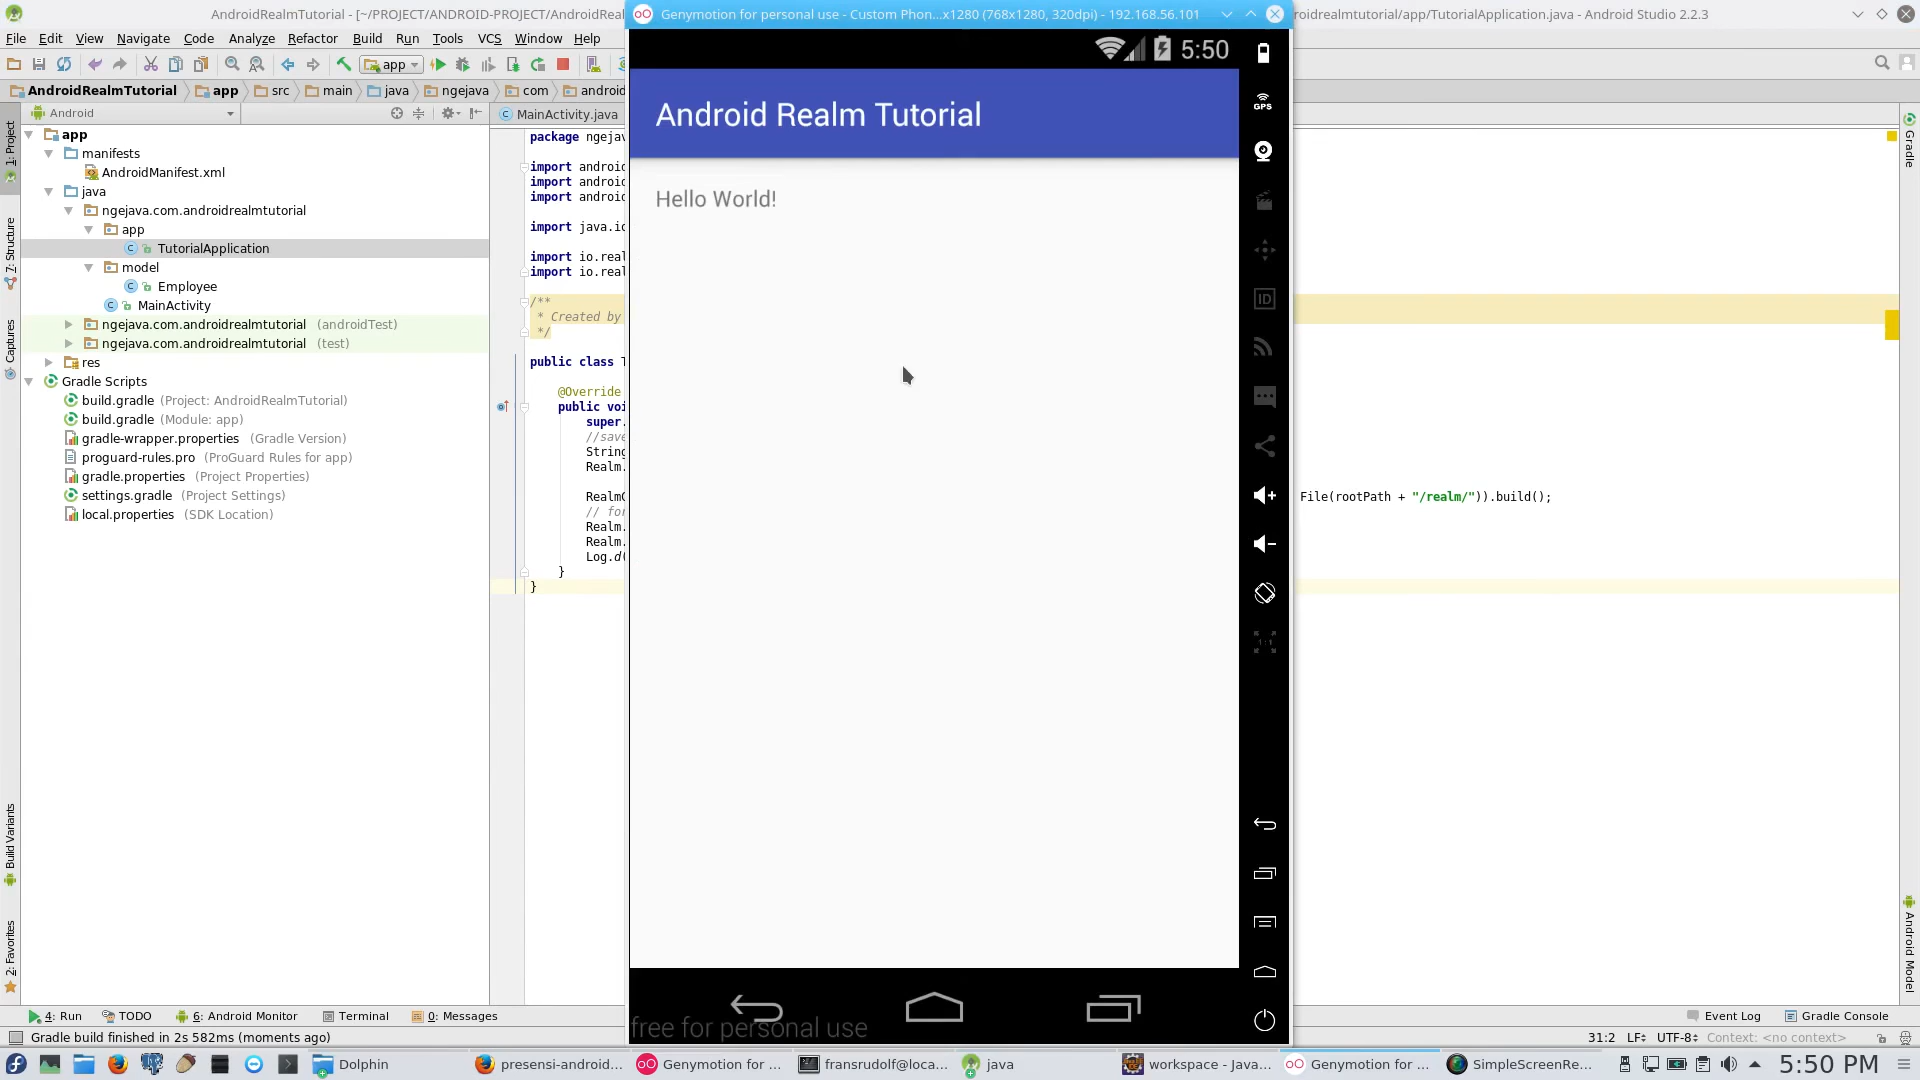 AndroidRealmTutorial - [~/PROJECT/ANDROID-PROJECT/AndroidReal
Genymotion for personal use - Custom Phon...x1280 (768x1280, 320dpi) - 192.168.56.101
roidrealmtutorial/app/TutorialApplication.java - Android Studio 2.2.3
File Edit View Navigate Code Analyze Refactor Build Run Tools VCS Window Help
app
AndroidRealmTutorial app src main java ngejava com android
Android
MainActivity.java
1: Project
7: Structure
Captures
Build Variants
2: Favorites
app
manifests
AndroidManifest.xml
java
ngejava.com.androidrealmtutorial
app
TutorialApplication
model
Employee
MainActivity
ngejava.com.androidrealmtutorial (androidTest)
ngejava.com.androidrealmtutorial (test)
res
Gradle Scripts
build.gradle (Project: AndroidRealmTutorial)
build.gradle (Module: app)
gradle-wrapper.properties (Gradle Version)
proguard-rules.pro (ProGuard Rules for app)
gradle.properties (Project Properties)
settings.gradle (Project Settings)
local.properties (SDK Location)
package ngejav
import android
import android
import android
import java.io
import io.real
import io.real
/**
* Created by
*/
public class T
@Override
public voi
super.
//save
String
Realm.
RealmC
File(rootPath + "/realm/")).build();
// for
Realm.
Realm.
Log.d(
}
}
5:50
Android Realm Tutorial
Hello World!
GPS
ID
1:1
free for personal use
Gradle
Android Model
4: Run TODO 6: Android Monitor Terminal 0: Messages
Event Log Gradle Console
Gradle build finished in 2s 582ms (moments ago)
31:2 LF UTF-8 Context: <no context>
Dolphin
presensi-android...
Genymotion for ...
fransrudolf@loca...
java
workspace - Java...
Genymotion for ...
SimpleScreenRe...
5:50 PM